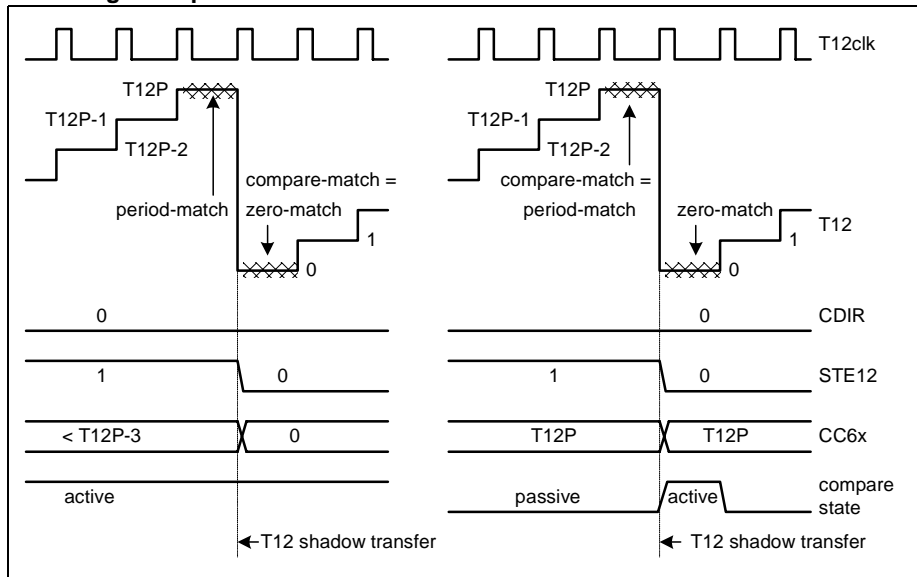 T12clk
T12P
T12P
T12P-1
T12P-1
T12P-2
T12P-2
compare-match =
compare-match =
period-match
zero-match
period-match
zero-match
T12
1
1
0
0
0
0
CDIR
1
0
1
0
STE12
< T12P-3
0
T12P
T12P
CC6x
active
passive
active
compare
state
T12 shadow transfer
T12 shadow transfer